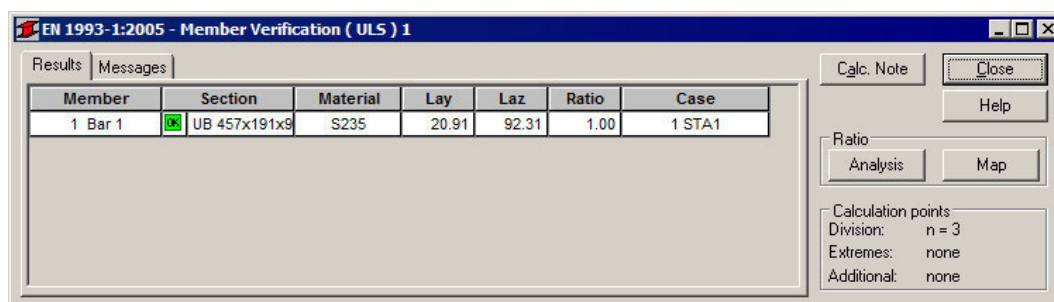 EN 1993-1:2005 - Member Verification ( ULS ) 1
Results Messages
Calc. Note Close
Member Section Material Lay Laz Ratio Case
Help
1 Bar 1 OK UB 457x191x9 S235 20.91 92.31 1.00 1 STA1
Ratio
Analysis Map
Calculation points
Division: n = 3
Extremes: none
Additional: none